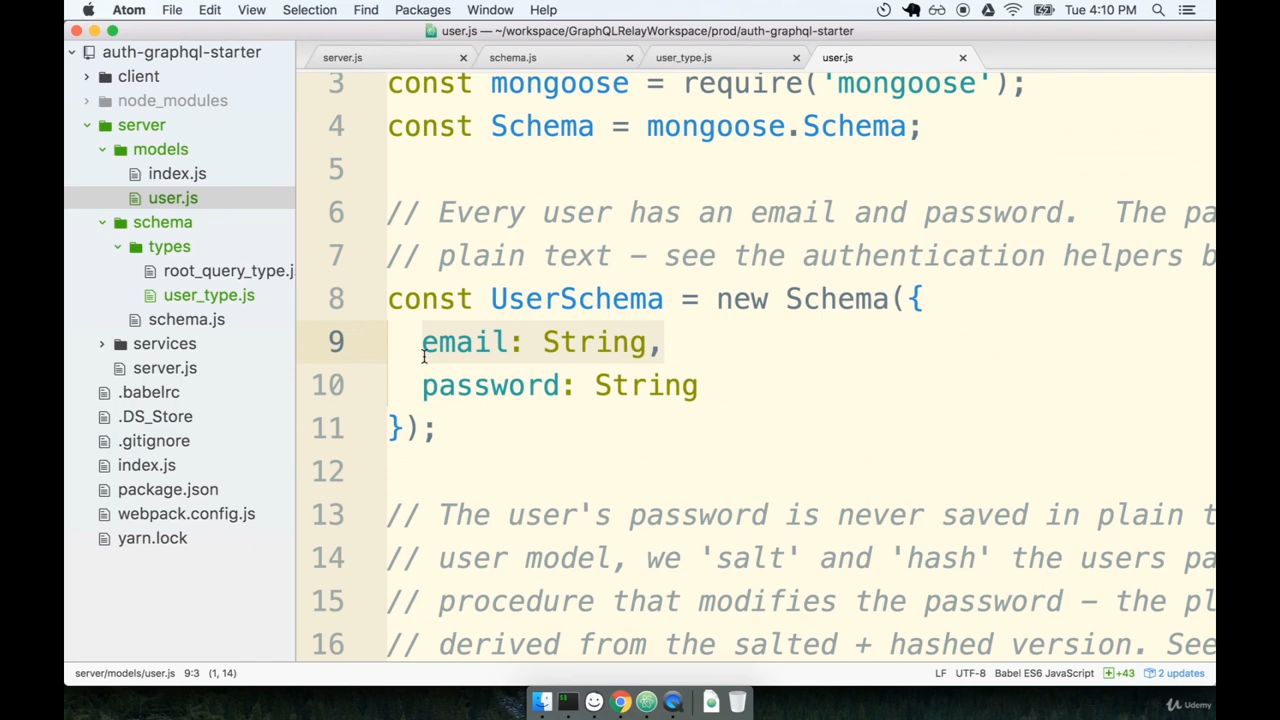 Atom File Edit View Selection Find Packages Window Help Tue 4:10 PM
user.js — ~/workspace/GraphQLRelayWorkspace/prod/auth-graphql-starter
auth-graphql-starter
client
node_modules
server
models
index.js
user.js
schema
types
root_query_type.j
user_type.js
schema.js
services
server.js
.babelrc
.DS_Store
.gitignore
index.js
package.json
webpack.config.js
yarn.lock
server.js schema.js user_type.js user.js
3 const mongoose = require('mongoose');
4 const Schema = mongoose.Schema;
5
6 // Every user has an email and password.  The pa
7 // plain text - see the authentication helpers b
8 const UserSchema = new Schema({
9 email: String,
10 password: String
11 });
12
13 // The user's password is never saved in plain t
14 // user model, we 'salt' and 'hash' the users pa
15 // procedure that modifies the password - the pl
16 // derived from the salted + hashed version. See
server/models/user.js 9:3 (1, 14) LF UTF-8 Babel ES6 JavaScript +43 2 updates
Udemy